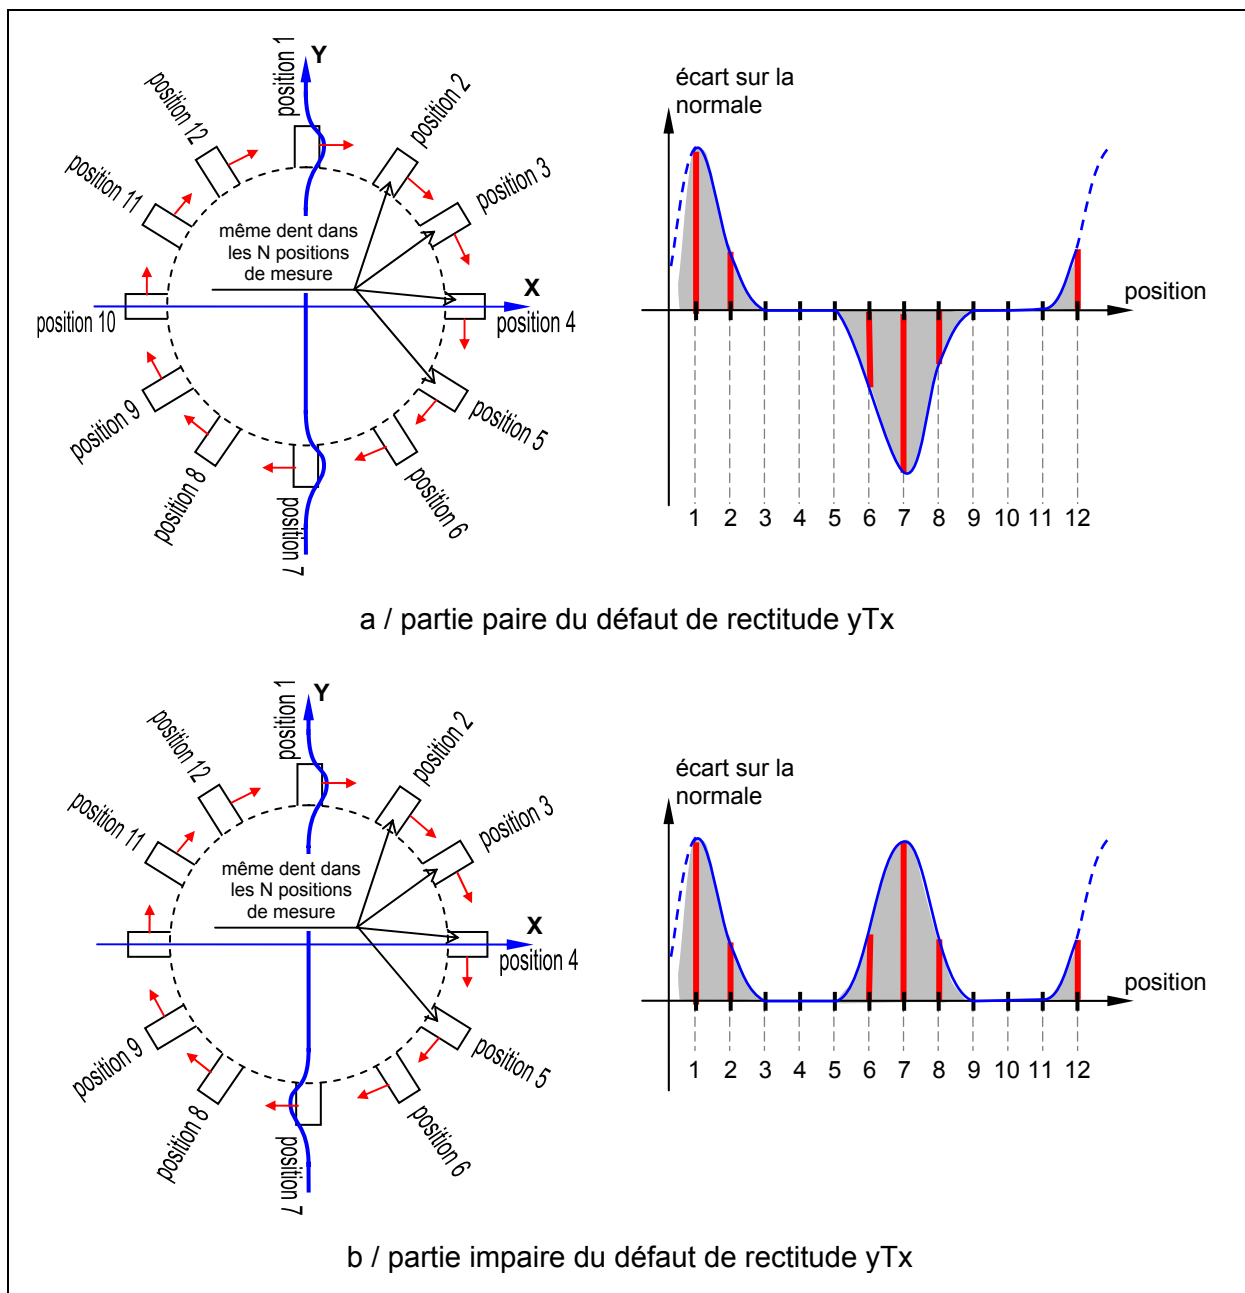 Y
position 1
position 2
position 3
position 12
position 11
même dent dans
les N positions
de mesure
X
position 10
position 4
position 9
position 5
position 8
position 7
position 6
écart sur la
normale
position
1 2 3 4 5 6 7 8 9 10 11 12
a / partie paire du défaut de rectitude yTx
Y
position 1
position 2
position 3
position 12
position 11
même dent dans
les N positions
de mesure
X
position 4
position 9
position 5
position 8
position 7
position 6
écart sur la
normale
position
1 2 3 4 5 6 7 8 9 10 11 12
b / partie impaire du défaut de rectitude yTx